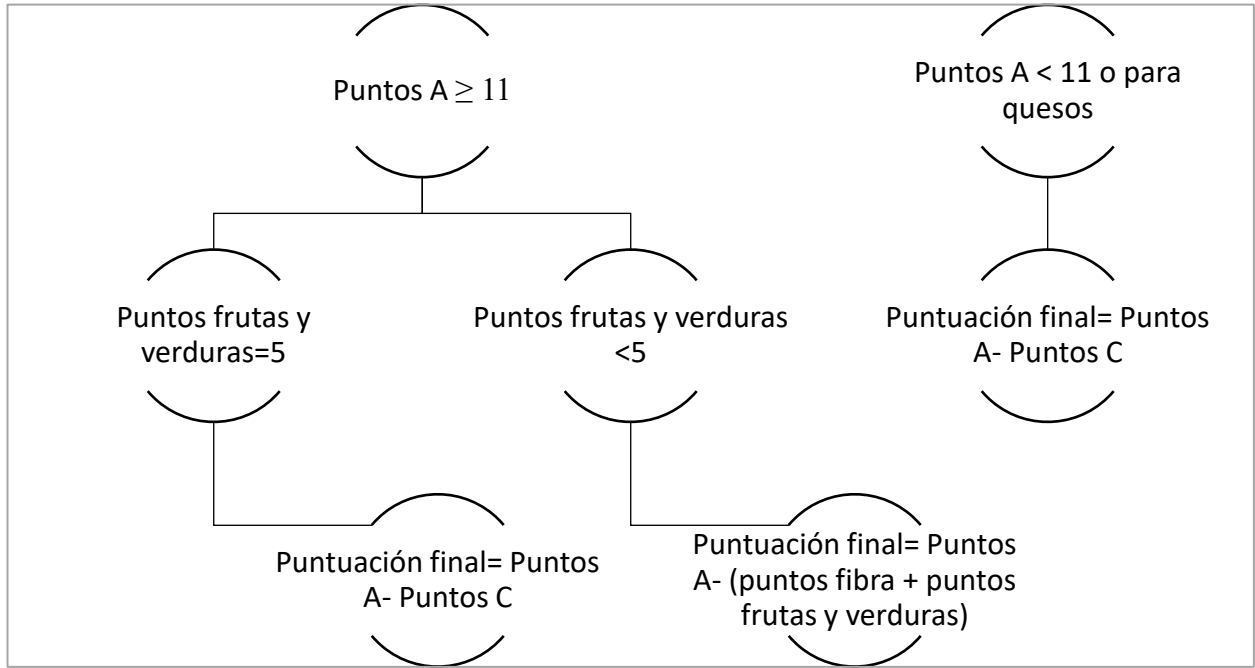 Puntos A ≥ 11
Puntos A < 11 o para
quesos
Puntos frutas y
verduras=5
Puntos frutas y verduras
<5
Puntuación final= Puntos
A- Puntos C
Puntuación final= Puntos
A- Puntos C
Puntuación final= Puntos
A- (puntos fibra + puntos
frutas y verduras)